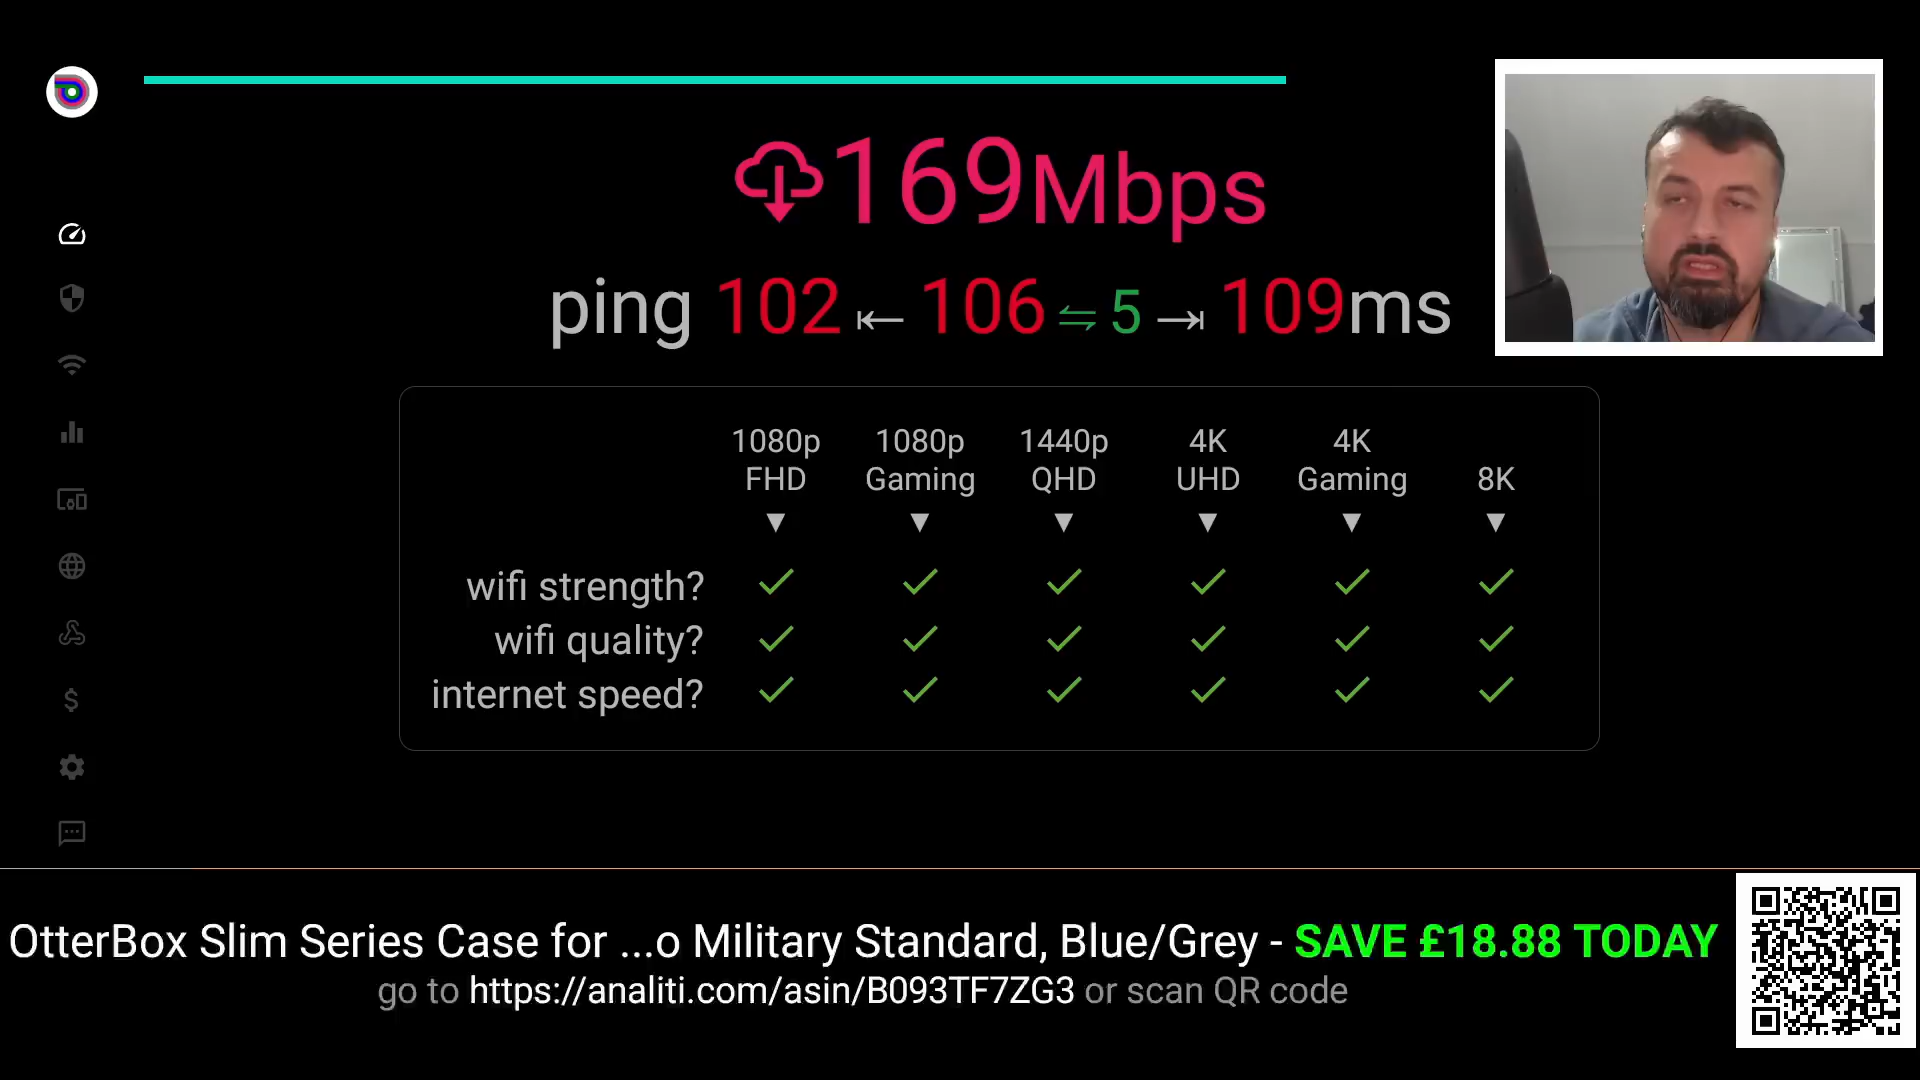 169Mbps
ping 102 ⇤ 106 ⇋ 5 ⇥ 109ms
1080p FHD 1080p Gaming 1440p QHD 4K UHD 4K Gaming 8K
wifi strength?
wifi quality?
internet speed?
OtterBox Slim Series Case for ...o Military Standard, Blue/Grey - SAVE £18.88 TODAY
go to https://analiti.com/asin/B093TF7ZG3 or scan QR code